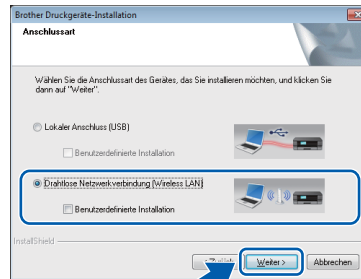 Brother Druckgeräte-Installation
Anschlussart
Wählen Sie die Anschlussart des Gerätes, das Sie installieren möchten, und klicken Sie
dann auf "Weiter".
Lokaler Anschluss (USB)
Benutzerdefinierte Installation
Drahtlose Netzwerkverbindung (Wireless LAN)
Benutzerdefinierte Installation
InstallShield
Weiter >
Abbrechen